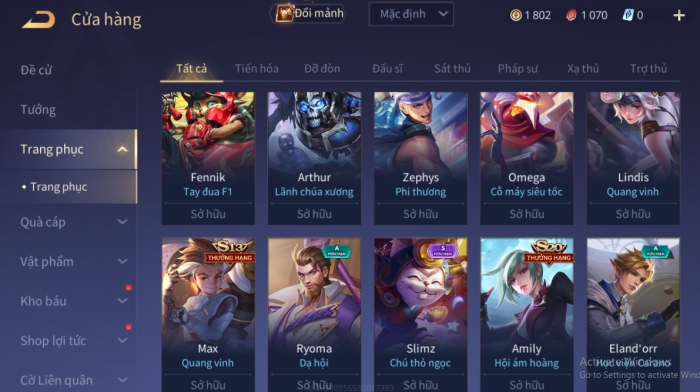 Cửa hàng
Đổi mảnh
Mặc định
1 802
1 070
0
Đề cử
Tướng
Trang phục
• Trang phục
Quà cáp
Vật phẩm
Kho báu
Shop lợi tức
Cờ Liên quân
Tất cả
Tiến hóa
Đỡ đòn
Đấu sĩ
Sát thủ
Pháp sư
Xạ thủ
Trợ thủ
Fennik
Tay đua F1
Sở hữu
Arthur
Lãnh chúa xương
Sở hữu
Zephys
Phi thương
Sở hữu
Omega
Cỗ máy siêu tốc
Sở hữu
Lindis
Quang vinh
Sở hữu
S13
THƯỞNG HẠNG
Max
Quang vinh
Sở hữu
A
HỮU HẠN
Ryoma
Dạ hội
Sở hữu
S
HỮU HẠN
Slimz
Chú thỏ ngọc
Sở hữu
S20
THƯỞNG HẠNG
Amily
Hội ám hoàng
Sở hữu
A
HỮU HẠN
Eland'orr
Học viện Carano
Sở hữu
Activate Windows
Go to Settings to activate Wind